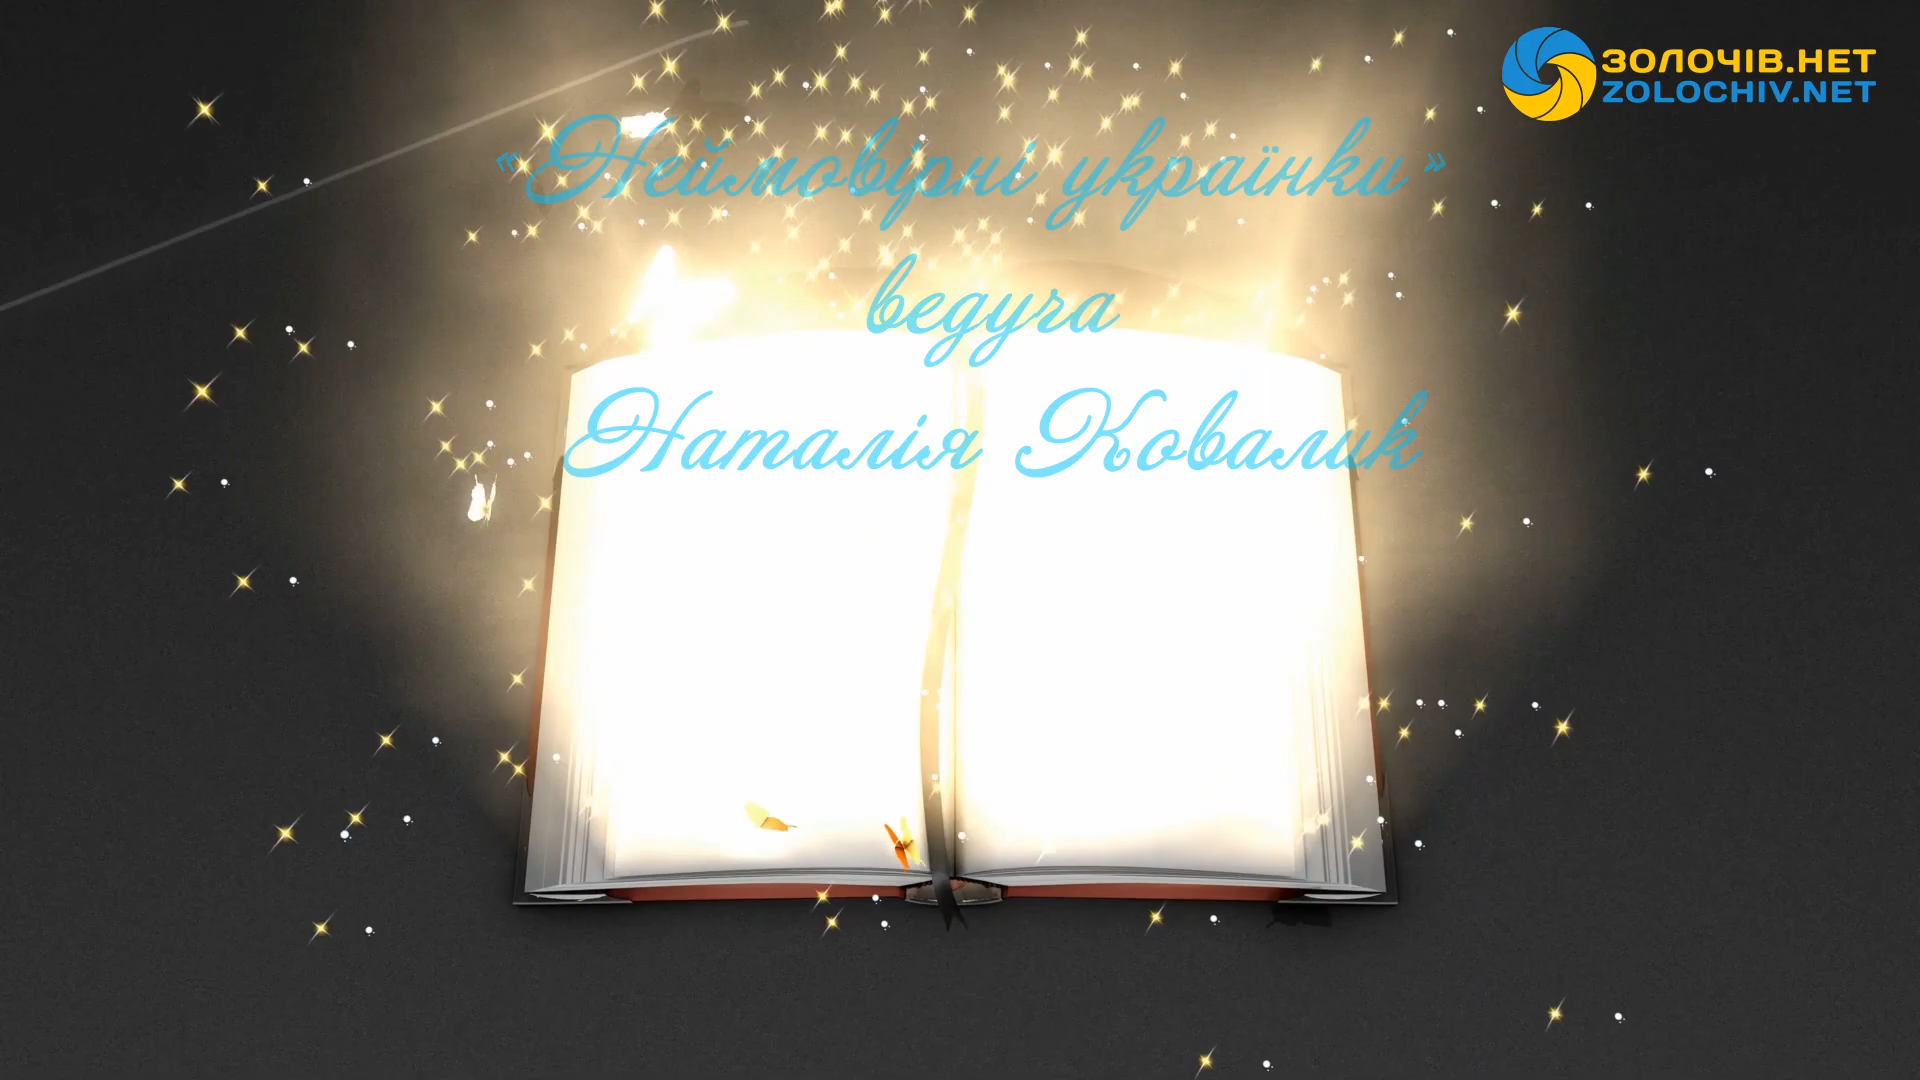 ЗОЛОЧІВ.НЕТ
ZOLOCHIV.NET
"Неймовірні українки"
ведуча
Наталія Ковалик